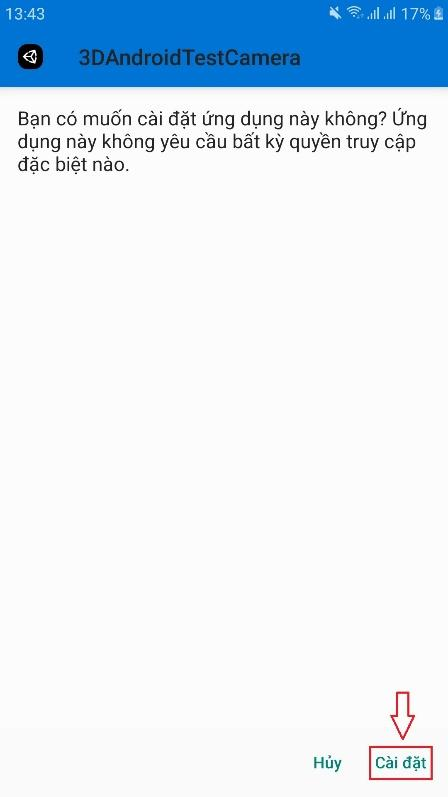 13:43 17%
3DAndroidTestCamera
Bạn có muốn cài đặt ứng dụng này không? Ứng
dụng này không yêu cầu bất kỳ quyền truy cập
đặc biệt nào.
Hủy Cài đặt